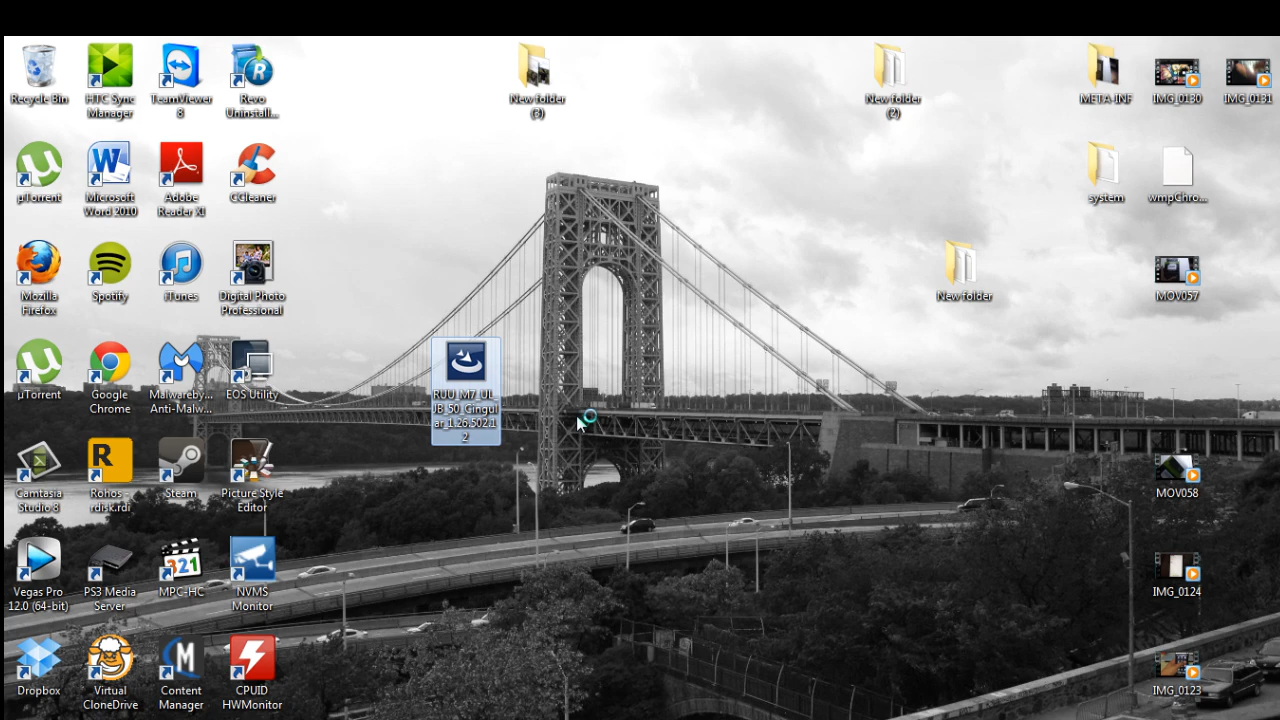 Recycle Bin
HTC Sync
Manager
TeamViewer
8
Revo
Uninstall...
New folder
(3)
New folder
(2)
META-INF
IMG_0130
IMG_0131
µTorrent
Microsoft
Word 2010
Adobe
Reader XI
CCleaner
system
wmpChro...
Mozilla
Firefox
Spotify
iTunes
Digital Photo
Professional
New folder
MOV057
µTorrent
Google
Chrome
Malwareby...
Anti-Malw...
EOS Utility
RUU_M7_UL_
JB_50_Cingul
ar_1.26.502.1
2
Camtasia
Studio 8
Rohos -
rdisk.rdi
Steam
Picture Style
Editor
MOV058
Vegas Pro
12.0 (64-bit)
PS3 Media
Server
321
MPC-HC
NVMS
Monitor
IMG_0124
Dropbox
Virtual
CloneDrive
Content
Manager
CPUID
HWMonitor
IMG_0123